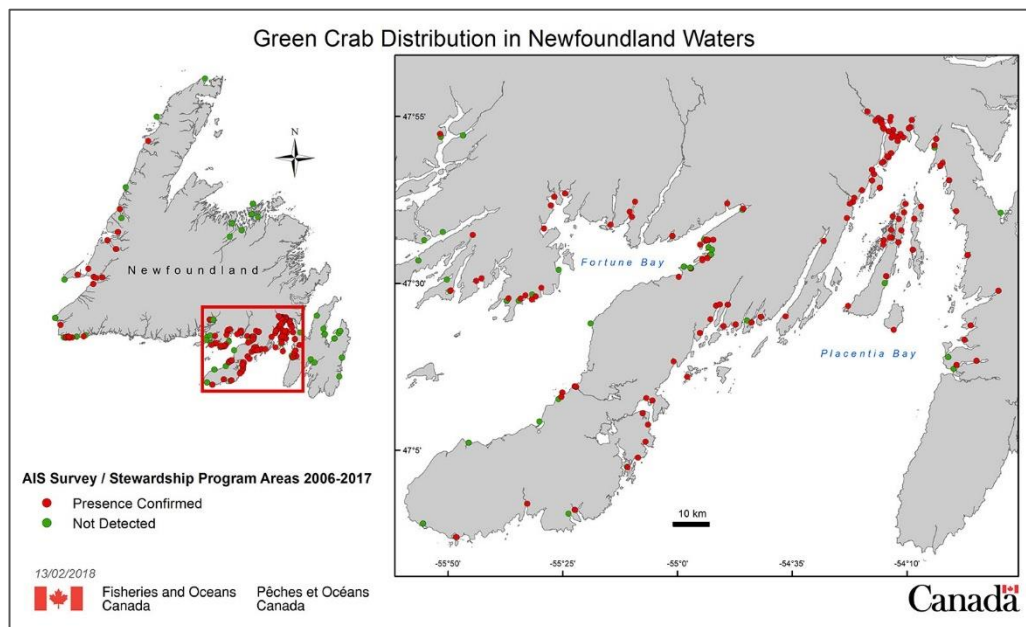 Green Crab Distribution in Newfoundland Waters
N
Newfoundland
47°55'
47°30'
47°5'
Fortune Bay
Placentia Bay
10 km
-55°50'
-55°25'
-55°0'
-54°35'
-54°10'
AIS Survey / Stewardship Program Areas 2006-2017
Presence Confirmed
Not Detected
13/02/2018
Fisheries and Oceans
Canada
Pêches et Océans
Canada
Canada